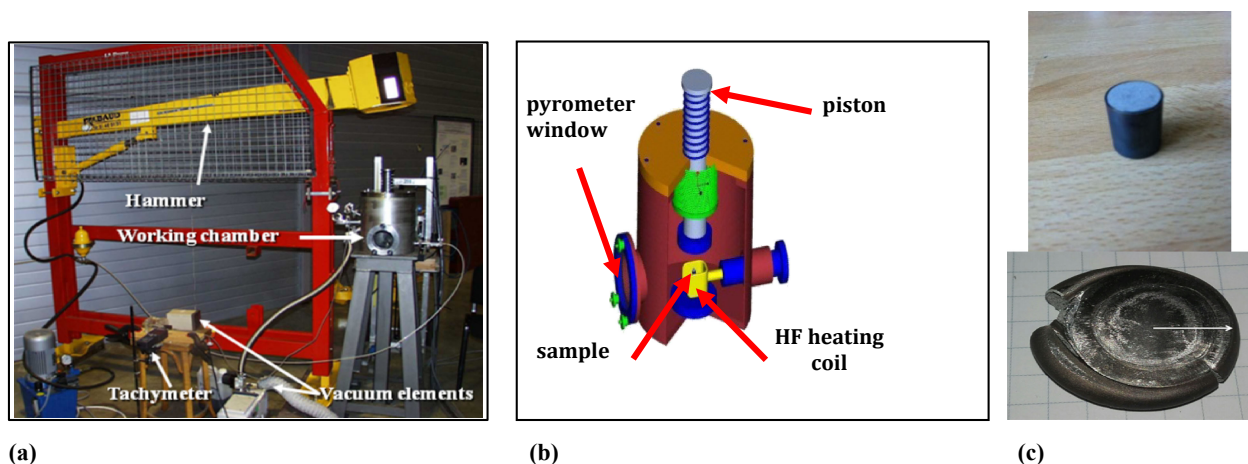 Hammer
Working chamber
Tachymeter
Vacuum elements
pyrometer
window
piston
sample
HF heating
coil
(a)
(b)
(c)